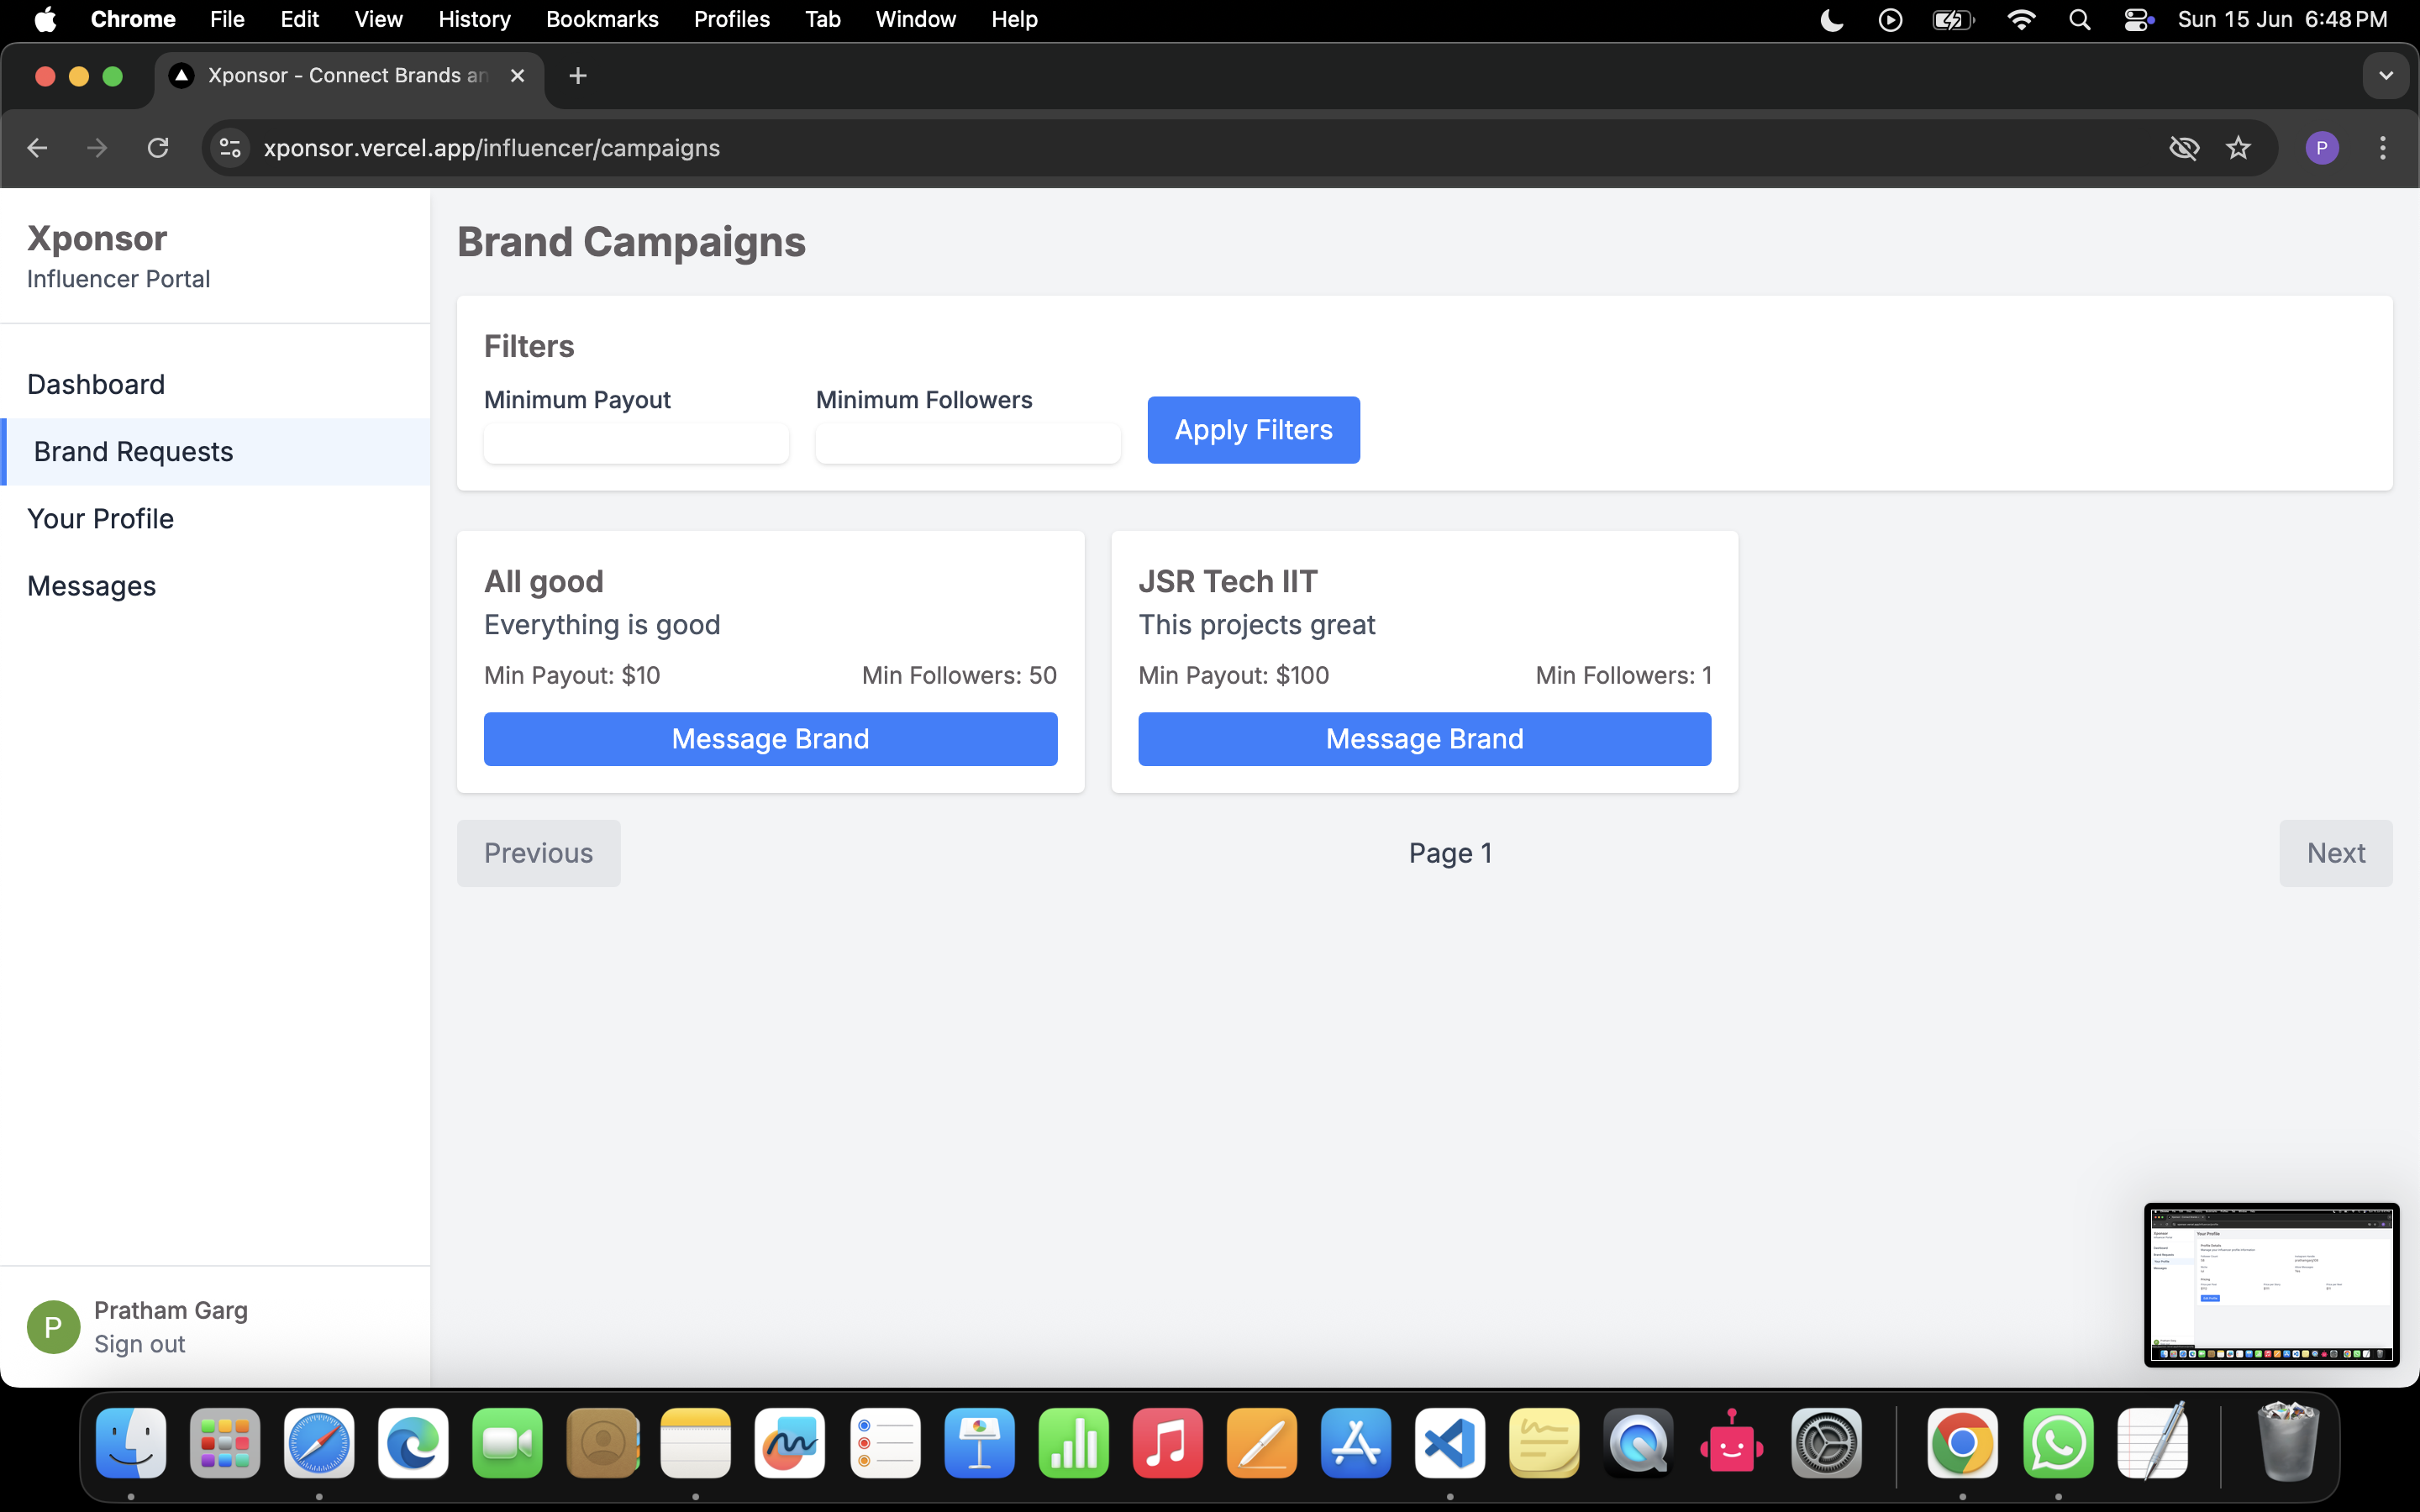 Chrome File Edit View History Bookmarks Profiles Tab Window Help Sun 15 Jun 6:48 PM
Xponsor - Connect Brands an
xponsor.vercel.app/influencer/campaigns
P
Xponsor
Influencer Portal
Dashboard
Brand Requests
Your Profile
Messages
Pratham Garg
Sign out
P
Brand Campaigns
Filters
Minimum Payout Minimum Followers
Apply Filters
All good
Everything is good
Min Payout: $10 Min Followers: 50
Message Brand
JSR Tech IIT
This projects great
Min Payout: $100 Min Followers: 1
Message Brand
Previous Page 1 Next
Your Profile